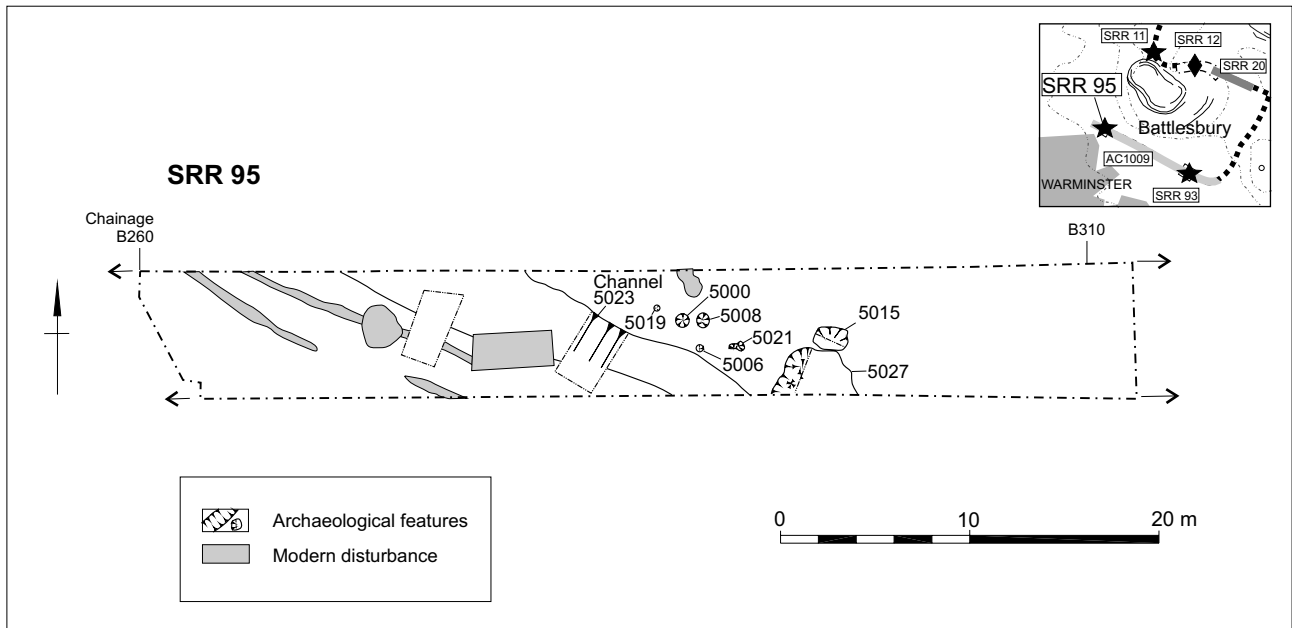 SRR 11
SRR 12
SRR 20
SRR 95
Battlesbury
AC1009
WARMINSTER
SRR 93
SRR 95
Chainage
B260
B310
Channel
5023
5000
5019
5008
5015
5021
5006
5027
Archaeological features
Modern disturbance
0
10
20 m